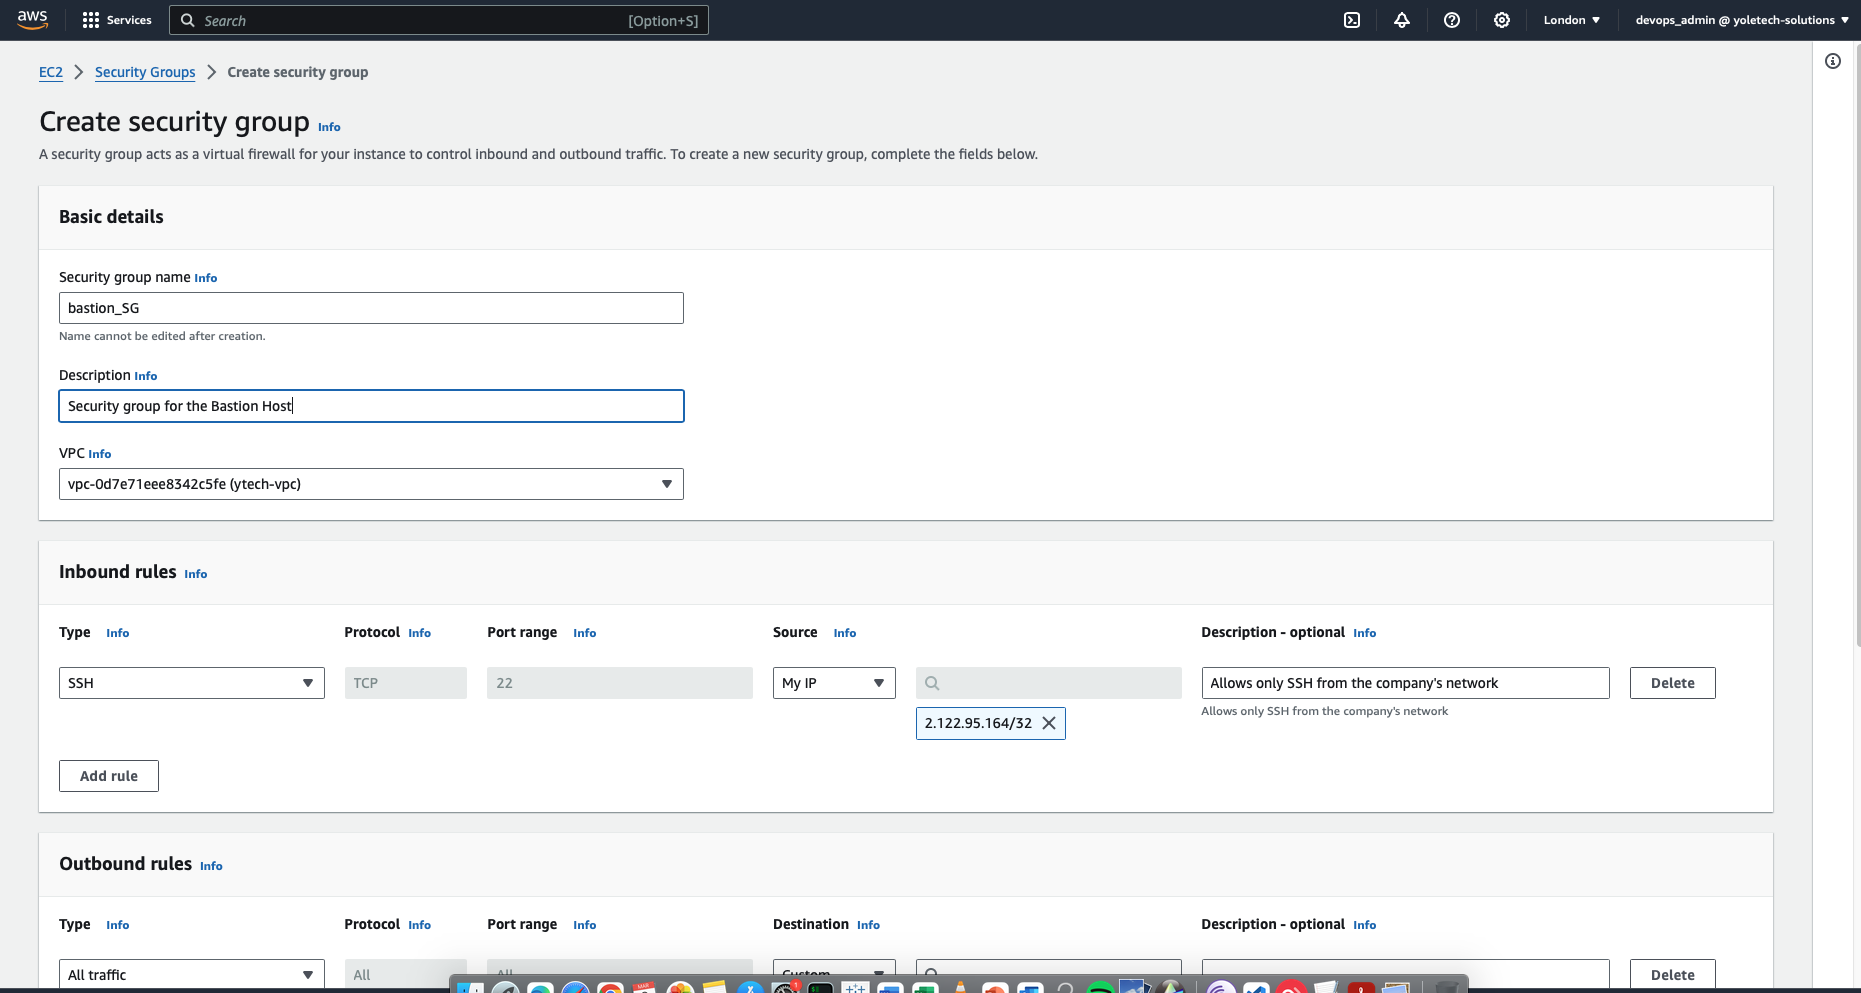 aws Services Search [Option+S] London devops_admin @ yoletech-solutions
EC2 Security Groups Create security group
Create security group Info
A security group acts as a virtual firewall for your instance to control inbound and outbound traffic. To create a new security group, complete the fields below.
Basic details
Security group name Info
bastion_SG
Name cannot be edited after creation.
Description Info
Security group for the Bastion Host
VPC Info
vpc-0d7e71eee8342c5fe (ytech-vpc)
Inbound rules Info
Type Info Protocol Info Port range Info Source Info Description - optional Info
SSH TCP 22 My IP Allows only SSH from the company's network Delete
Allows only SSH from the company's network
2.122.95.164/32
Add rule
Outbound rules Info
Type Info Protocol Info Port range Info Destination Info Description - optional Info
All traffic All All Custom Delete
MAR 1